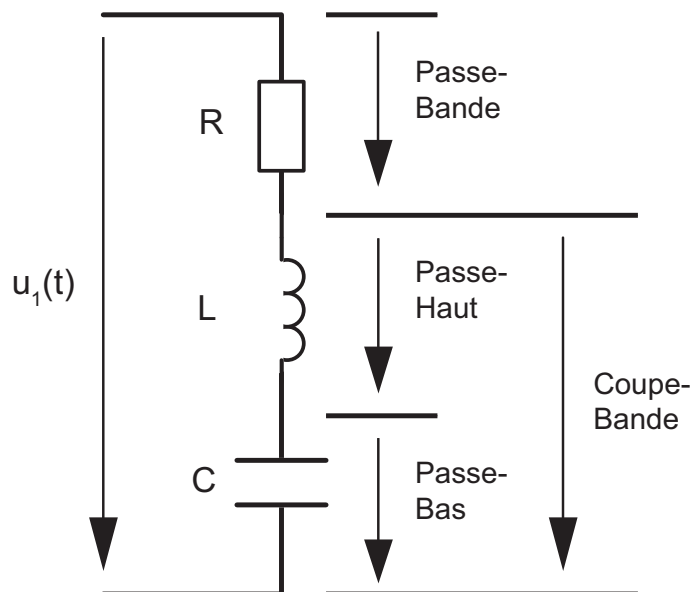 Passe-
Bande
R
u₁(t)
L
Passe-
Haut
Coupe-
Bande
C
Passe-
Bas